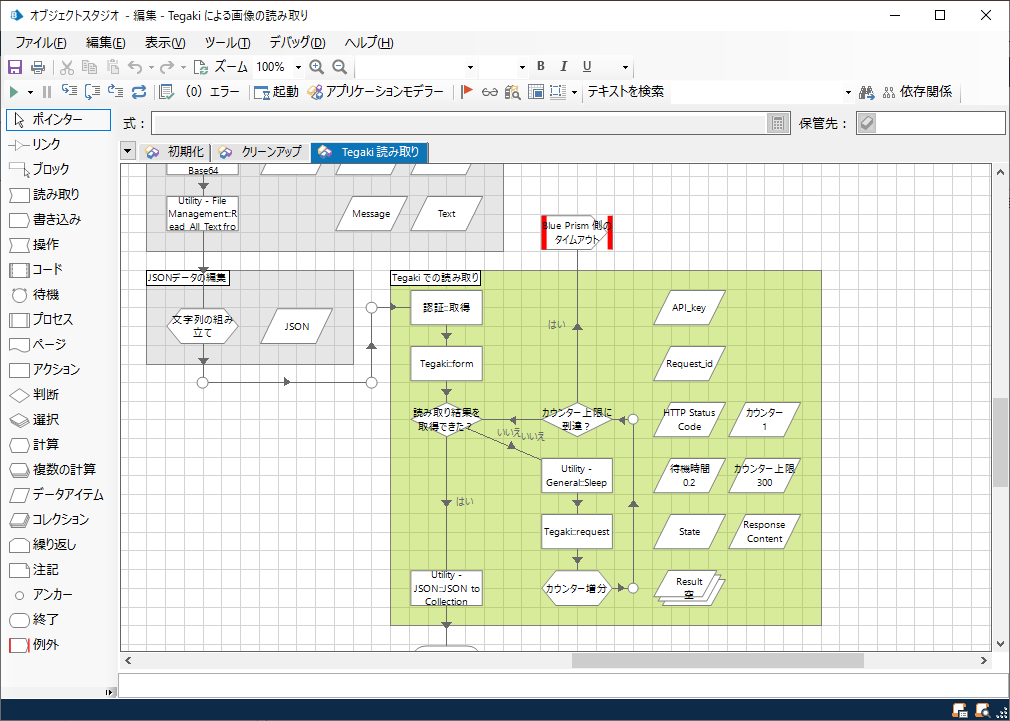 オブジェクトスタジオ - 編集 - Tegaki による画像の読み取り
ファイル(F) 編集(E) 表示(V) ツール(T) デバッグ(D) ヘルプ(H)
ズーム 100% B I U
(0) エラー 起動 アプリケーションモデラー テキストを検索 依存関係
ポインター
リンク
ブロック
読み取り
書き込み
操作
コード
待機
プロセス
ページ
アクション
判断
選択
計算
複数の計算
データアイテム
コレクション
繰り返し
注記
アンカー
終了
例外
式：
保管先：
初期化 クリーンアップ Tegaki 読み取り
Base64
Utility - File
Management::R
ead_All_Text fro
Message
Text
Blue Prism 側の
タイムアウト
JSONデータの編集
文字列の組み
立て
JSON
Tegaki での読み取り
認証::取得
Tegaki::form
読み取り結果を
取得できた？
いいえ
はい
Utility -
JSON::JSON to
Collection
はい
カウンター上限に
到達？
いいえ
Utility -
General::Sleep
Tegaki::request
カウンター増分
API_key
Request_id
HTTP Status
Code
カウンター
1
待機時間
0.2
カウンター上限
300
State
Response
Content
Result
空